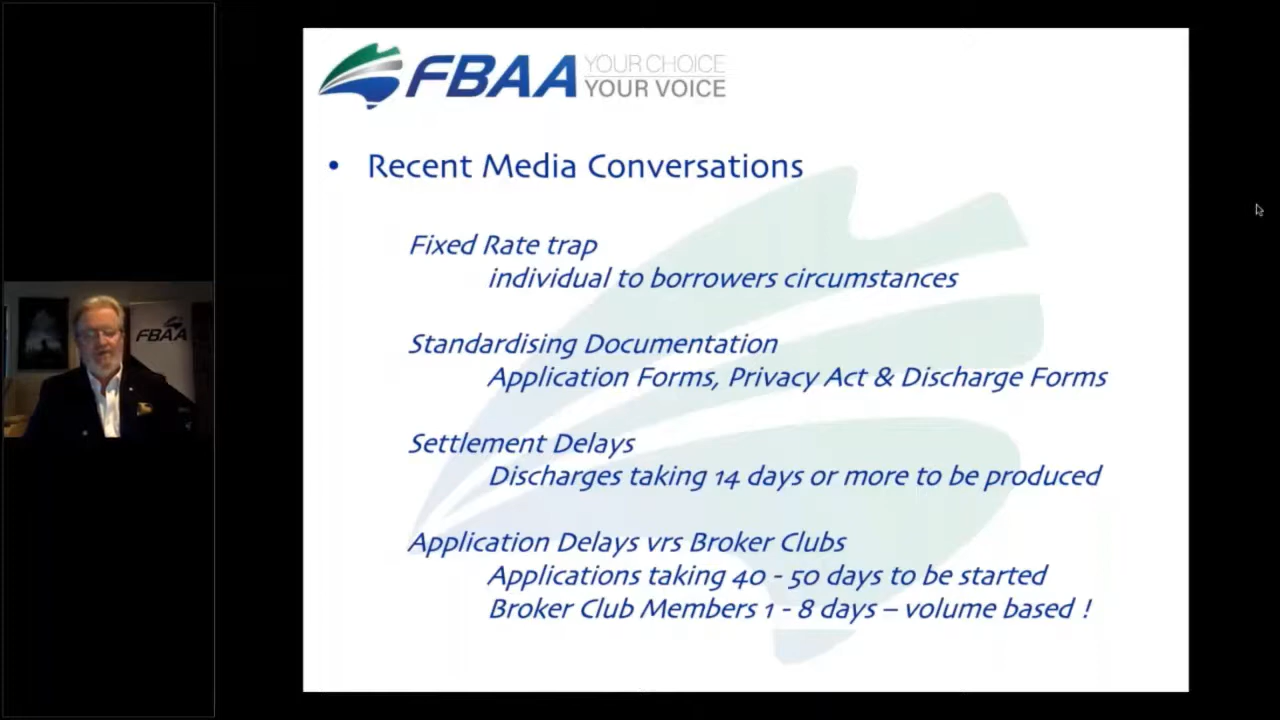 FBAA YOUR CHOICE
YOUR VOICE
• Recent Media Conversations
Fixed Rate trap
individual to borrowers circumstances
Standardising Documentation
Application Forms, Privacy Act & Discharge Forms
Settlement Delays
Discharges taking 14 days or more to be produced
Application Delays vrs Broker Clubs
Applications taking 40 - 50 days to be started
Broker Club Members 1 - 8 days – volume based !
FBAA